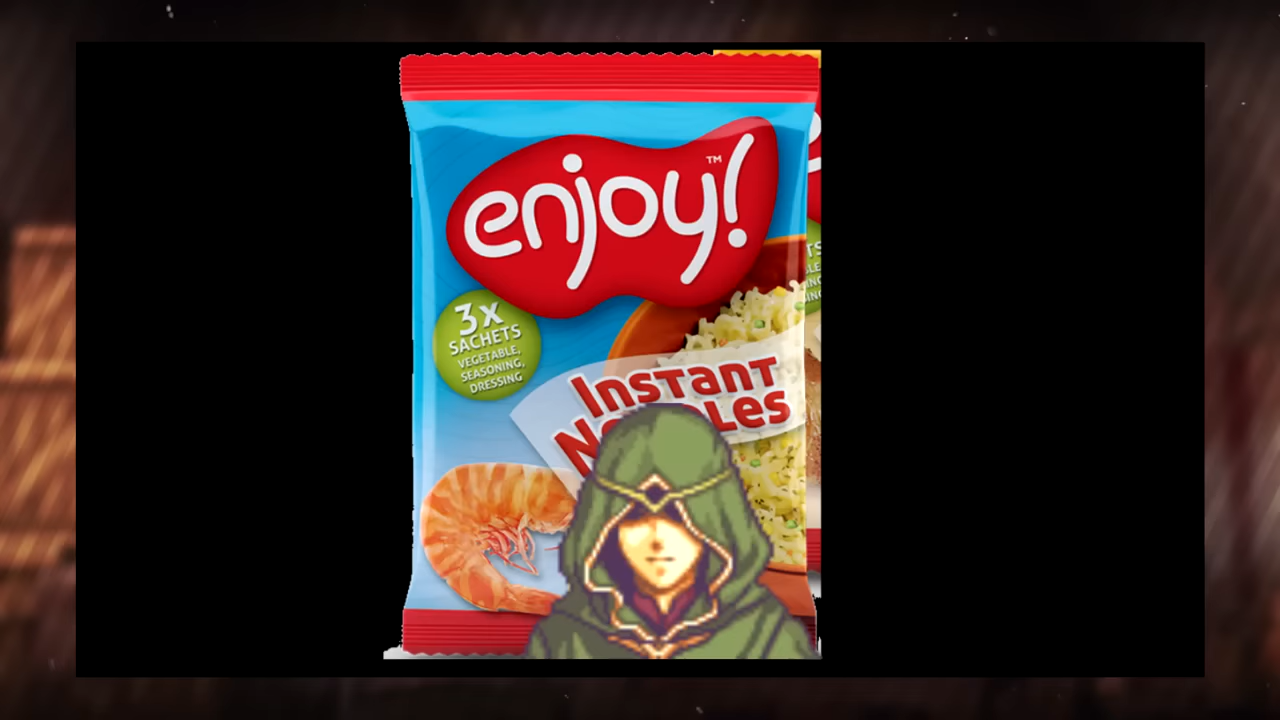 enjoy!™
3x
SACHETS
VEGETABLE,
SEASONING,
DRESSING
Instant